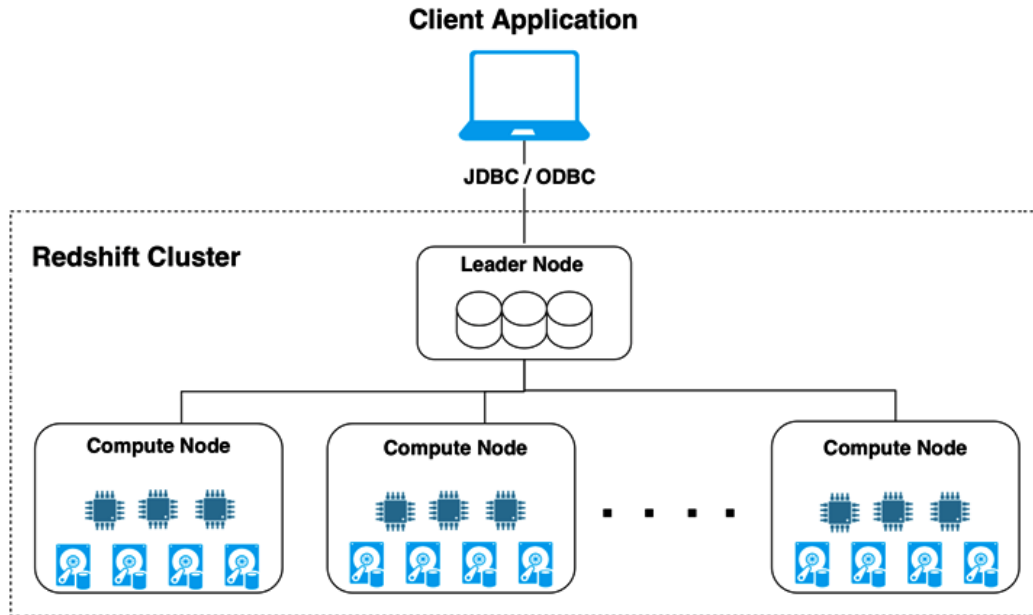 Client Application
JDBC / ODBC
Redshift Cluster
Leader Node
Compute Node
Compute Node
Compute Node